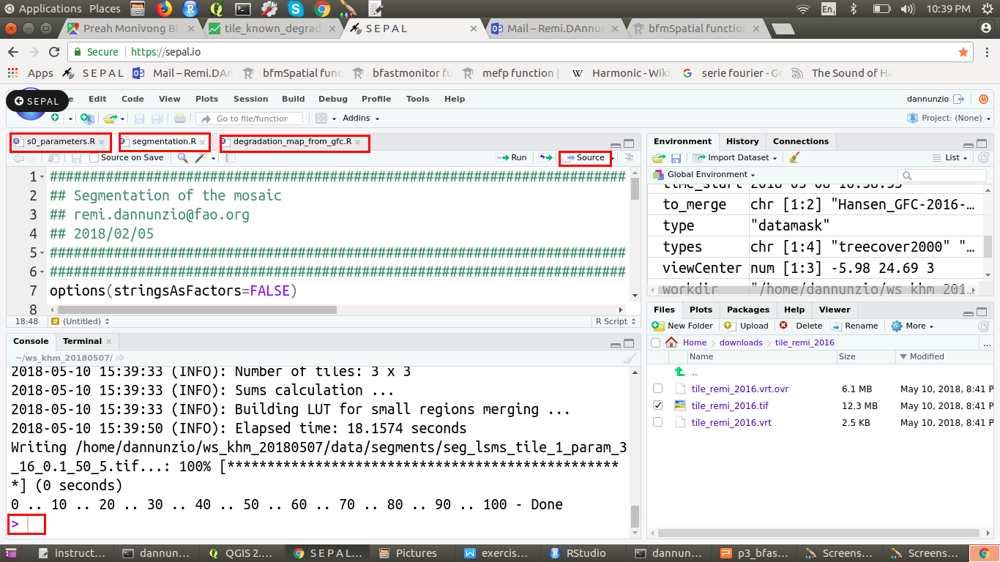 Applications Places En1 10:39 PM
Preah Monivong Bl tile_known_degrad S E P A L Mail – Remi.DAnnun bfmSpatial function
Secure https://sepal.io
Apps S E P A L Mail – Remi.DAn bfmSpatial func bfastmonitor fu mefp function | Harmonic - Wiki serie fourier - Go The Sound of Ha
SEPAL Edit Code View Plots Session Build Debug Profile Tools Help dannunzio
Go to file/function Addins Project: (None)
s0_parameters.R segmentation.R degradation_map_from_gfc.R
Source on Save Run Source
1 ########################################################################
2 ## Segmentation of the mosaic
3 ## remi.dannunzio@fao.org
4 ## 2018/02/05
5 ########################################################################
6 ########################################################################
7 options(stringsAsFactors=FALSE)
8
18:48 (Untitled) R Script
Console Terminal
~/ws_khm_20180507/
2018-05-10 15:39:33 (INFO): Number of tiles: 3 x 3
2018-05-10 15:39:33 (INFO): Sums calculation ...
2018-05-10 15:39:33 (INFO): Building LUT for small regions merging ...
2018-05-10 15:39:50 (INFO): Elapsed time: 18.1574 seconds
Writing /home/dannunzio/ws_khm_20180507/data/segments/seg_lsms_tile_1_param_3
_16_0.1_50_5.tif...: 100% [*************************************************
*] (0 seconds)
0 .. 10 .. 20 .. 30 .. 40 .. 50 .. 60 .. 70 .. 80 .. 90 .. 100 - Done
>
Environment History Connections
Import Dataset List
Global Environment
time_start 2018-05-08 16:38:33
to_merge chr [1:2] "Hansen_GFC-2016-…
type "datamask"
types chr [1:4] "treecover2000" "…
viewCenter num [1:3] -5.98 24.69 3
workdir "/home/dannunzio/ws_khm_201…
Files Plots Packages Help Viewer
New Folder Upload Delete Rename More
Home downloads tile_remi_2016 ...
Name Size Modified
..
tile_remi_2016.vrt.ovr 6.1 MB May 10, 2018, 8:41 P
tile_remi_2016.tif 12.3 MB May 10, 2018, 8:41 P
tile_remi_2016.vrt 2.5 KB May 10, 2018, 8:41 P
instruct... dannun... QGIS 2.... S E P A L... Pictures exercis... RStudio dannun... p3_bfas... Screens... Screens...